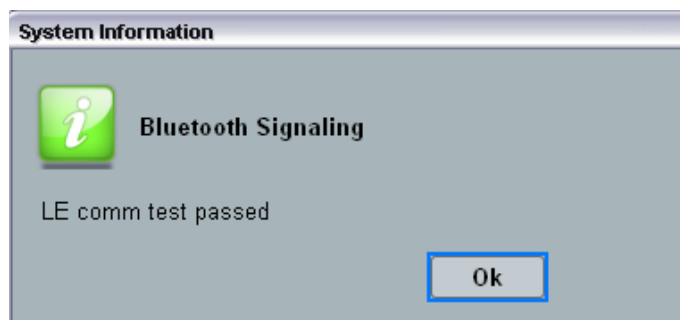 System Information
Bluetooth Signaling
LE comm test passed
Ok